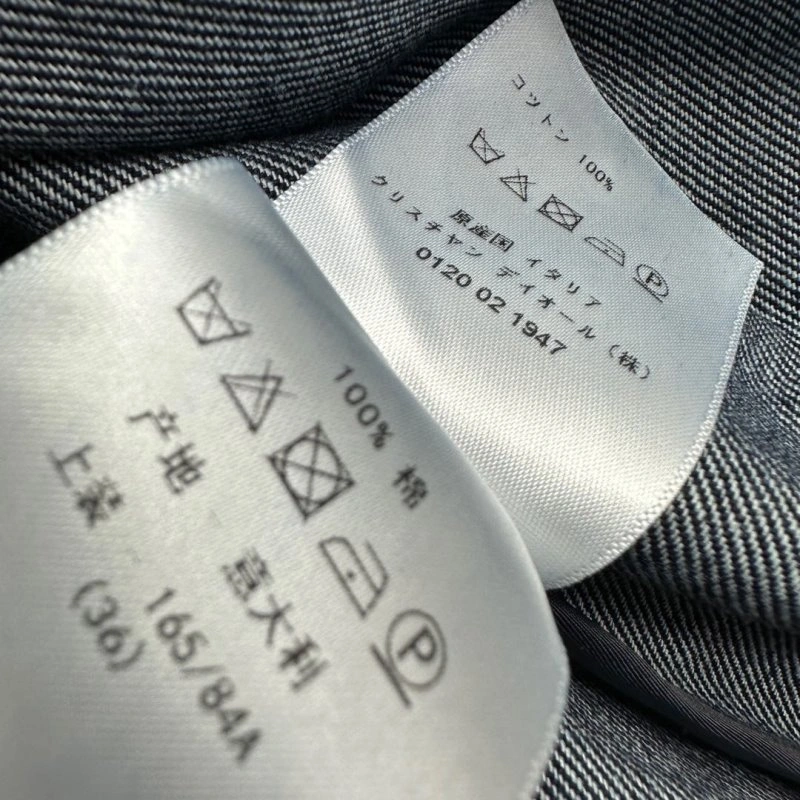 コットン 100%
P
原産国 イタリア
クリスチャン デイオール (株)
0120 02 1947
100% 棉
P
产地 意大利
上装 165/84A
(36)